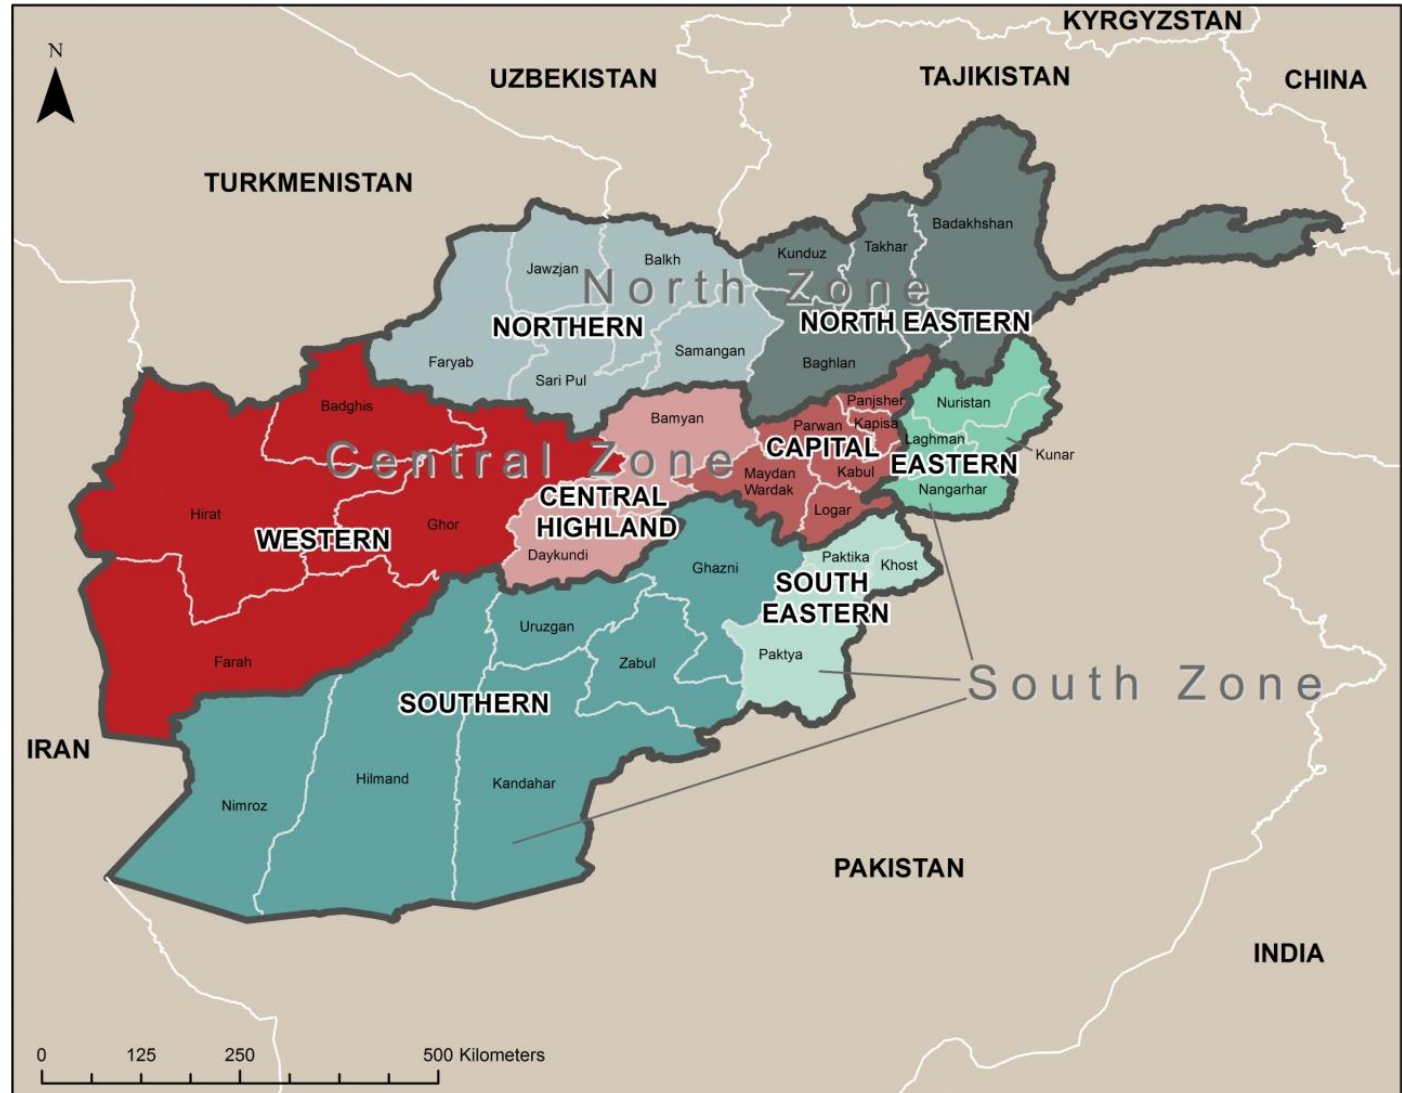 KYRGYZSTAN
N
UZBEKISTAN
TAJIKISTAN
CHINA
TURKMENISTAN
Badakhshan
Takhar
Kunduz
Balkh
Jawzjan
North Zone
NORTHERN
NORTH EASTERN
Samangan
Faryab
Baghlan
Sari Pul
Panjsher
Nuristan
Badghis
Bamyan
Parwan
Kapisa
Laghman
CAPITAL
Kunar
Central Zone
EASTERN
Maydan
Wardak
Kabul
Nangarhar
CENTRAL
HIGHLAND
Logar
Hirat
Ghor
WESTERN
Daykundi
Paktika
Khost
Ghazni
SOUTH
EASTERN
Uruzgan
Farah
Zabul
Paktya
South Zone
SOUTHERN
IRAN
Hilmand
Kandahar
Nimroz
PAKISTAN
INDIA
0 125 250 500 Kilometers